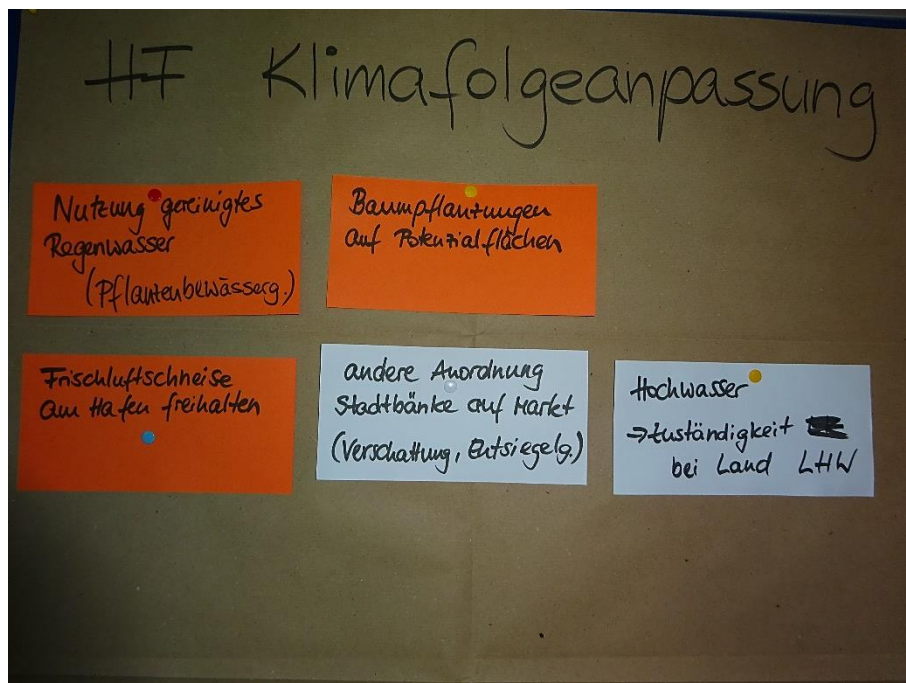 HF Klimafolgeanpassung
Nutzung gereinigtes
Regenwasser
(Pflanzenbewässerg.)
Baumpflanzungen
auf Potenzialflächen
Frischluftschneise
am Hafen freihalten
andere Anordnung
Stadtbänke auf Markt
(Verschattung, Entsiegelg.)
Hochwasser
→ Zuständigkeit
bei Land LHW